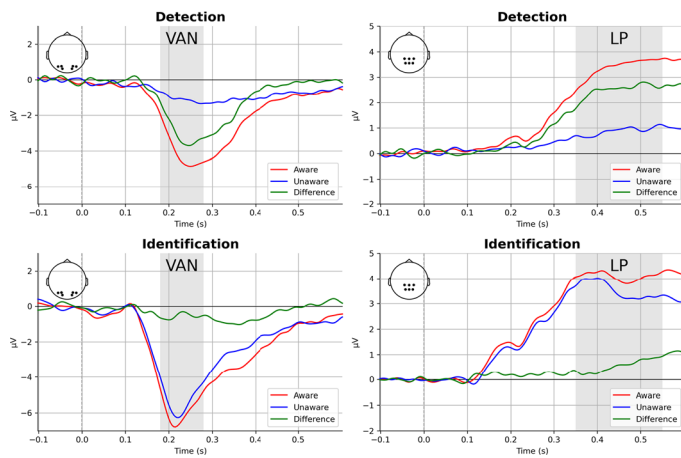 Detection
VAN
3
2
0
−2
−4
−6
µV
−0.1 0.0 0.1 0.2 0.3 0.4 0.5
Time (s)
Aware
Unaware
Difference
Detection
LP
5
4
3
2
1
0
−1
−2
µV
−0.1 0.0 0.1 0.2 0.3 0.4 0.5
Time (s)
Aware
Unaware
Difference
Identification
VAN
2
0
−2
−4
−6
µV
−0.1 0.0 0.1 0.2 0.3 0.4 0.5
Time (s)
Aware
Unaware
Difference
Identification
LP
5
4
3
2
1
0
−1
−2
µV
−0.1 0.0 0.1 0.2 0.3 0.4 0.5
Time (s)
Aware
Unaware
Difference